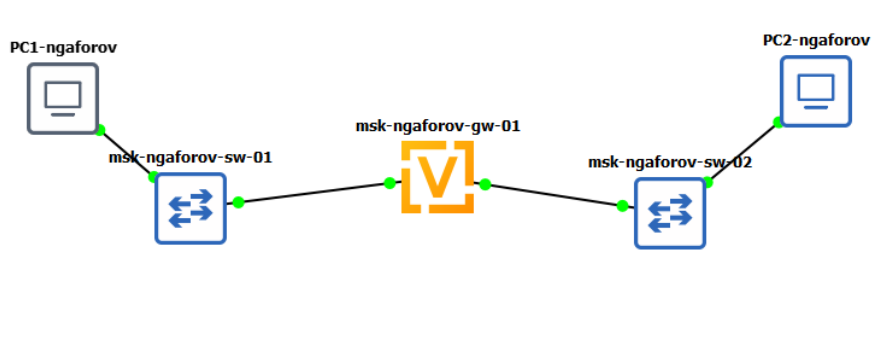 PC1-ngaforov
PC2-ngaforov
msk-ngaforov-gw-01
msk-ngaforov-sw-01
msk-ngaforov-sw-02
V